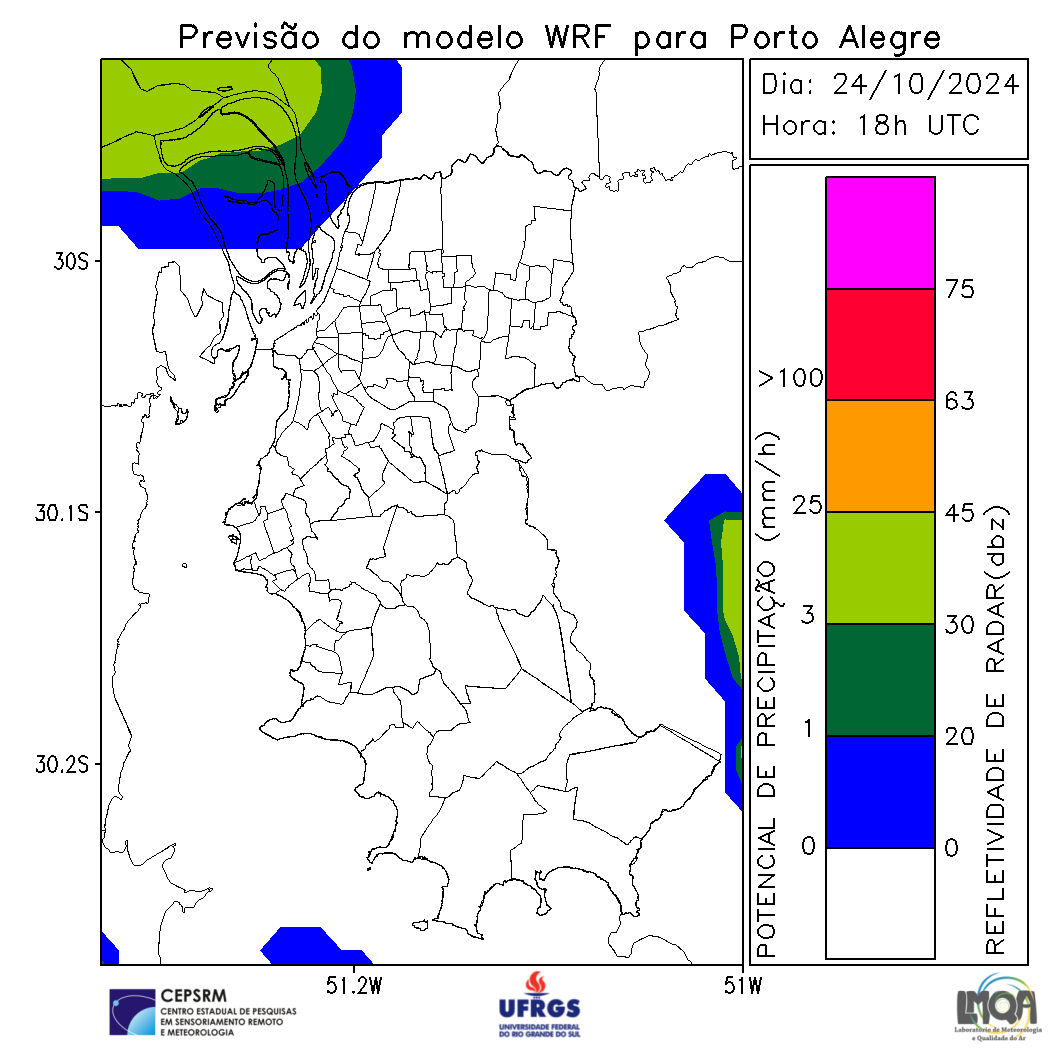 Previsão do modelo WRF para Porto Alegre
Dia: 24/10/2024
Hora: 18h UTC
30S
30.1S
30.2S
51.2W
51W
POTENCIAL DE PRECIPITAÇÃO (mm/h)
>100
25
3
1
0
75
63
45
30
20
0
REFLETIVIDADE DE RADAR(dbz)
CEPSRM
CENTRO ESTADUAL DE PESQUISAS
EM SENSORIAMENTO REMOTO
E METEOROLOGIA
UFRGS
UNIVERSIDADE FEDERAL
DO RIO GRANDE DO SUL
LMQA
Laboratório de Meteorologia
e Qualidade do Ar